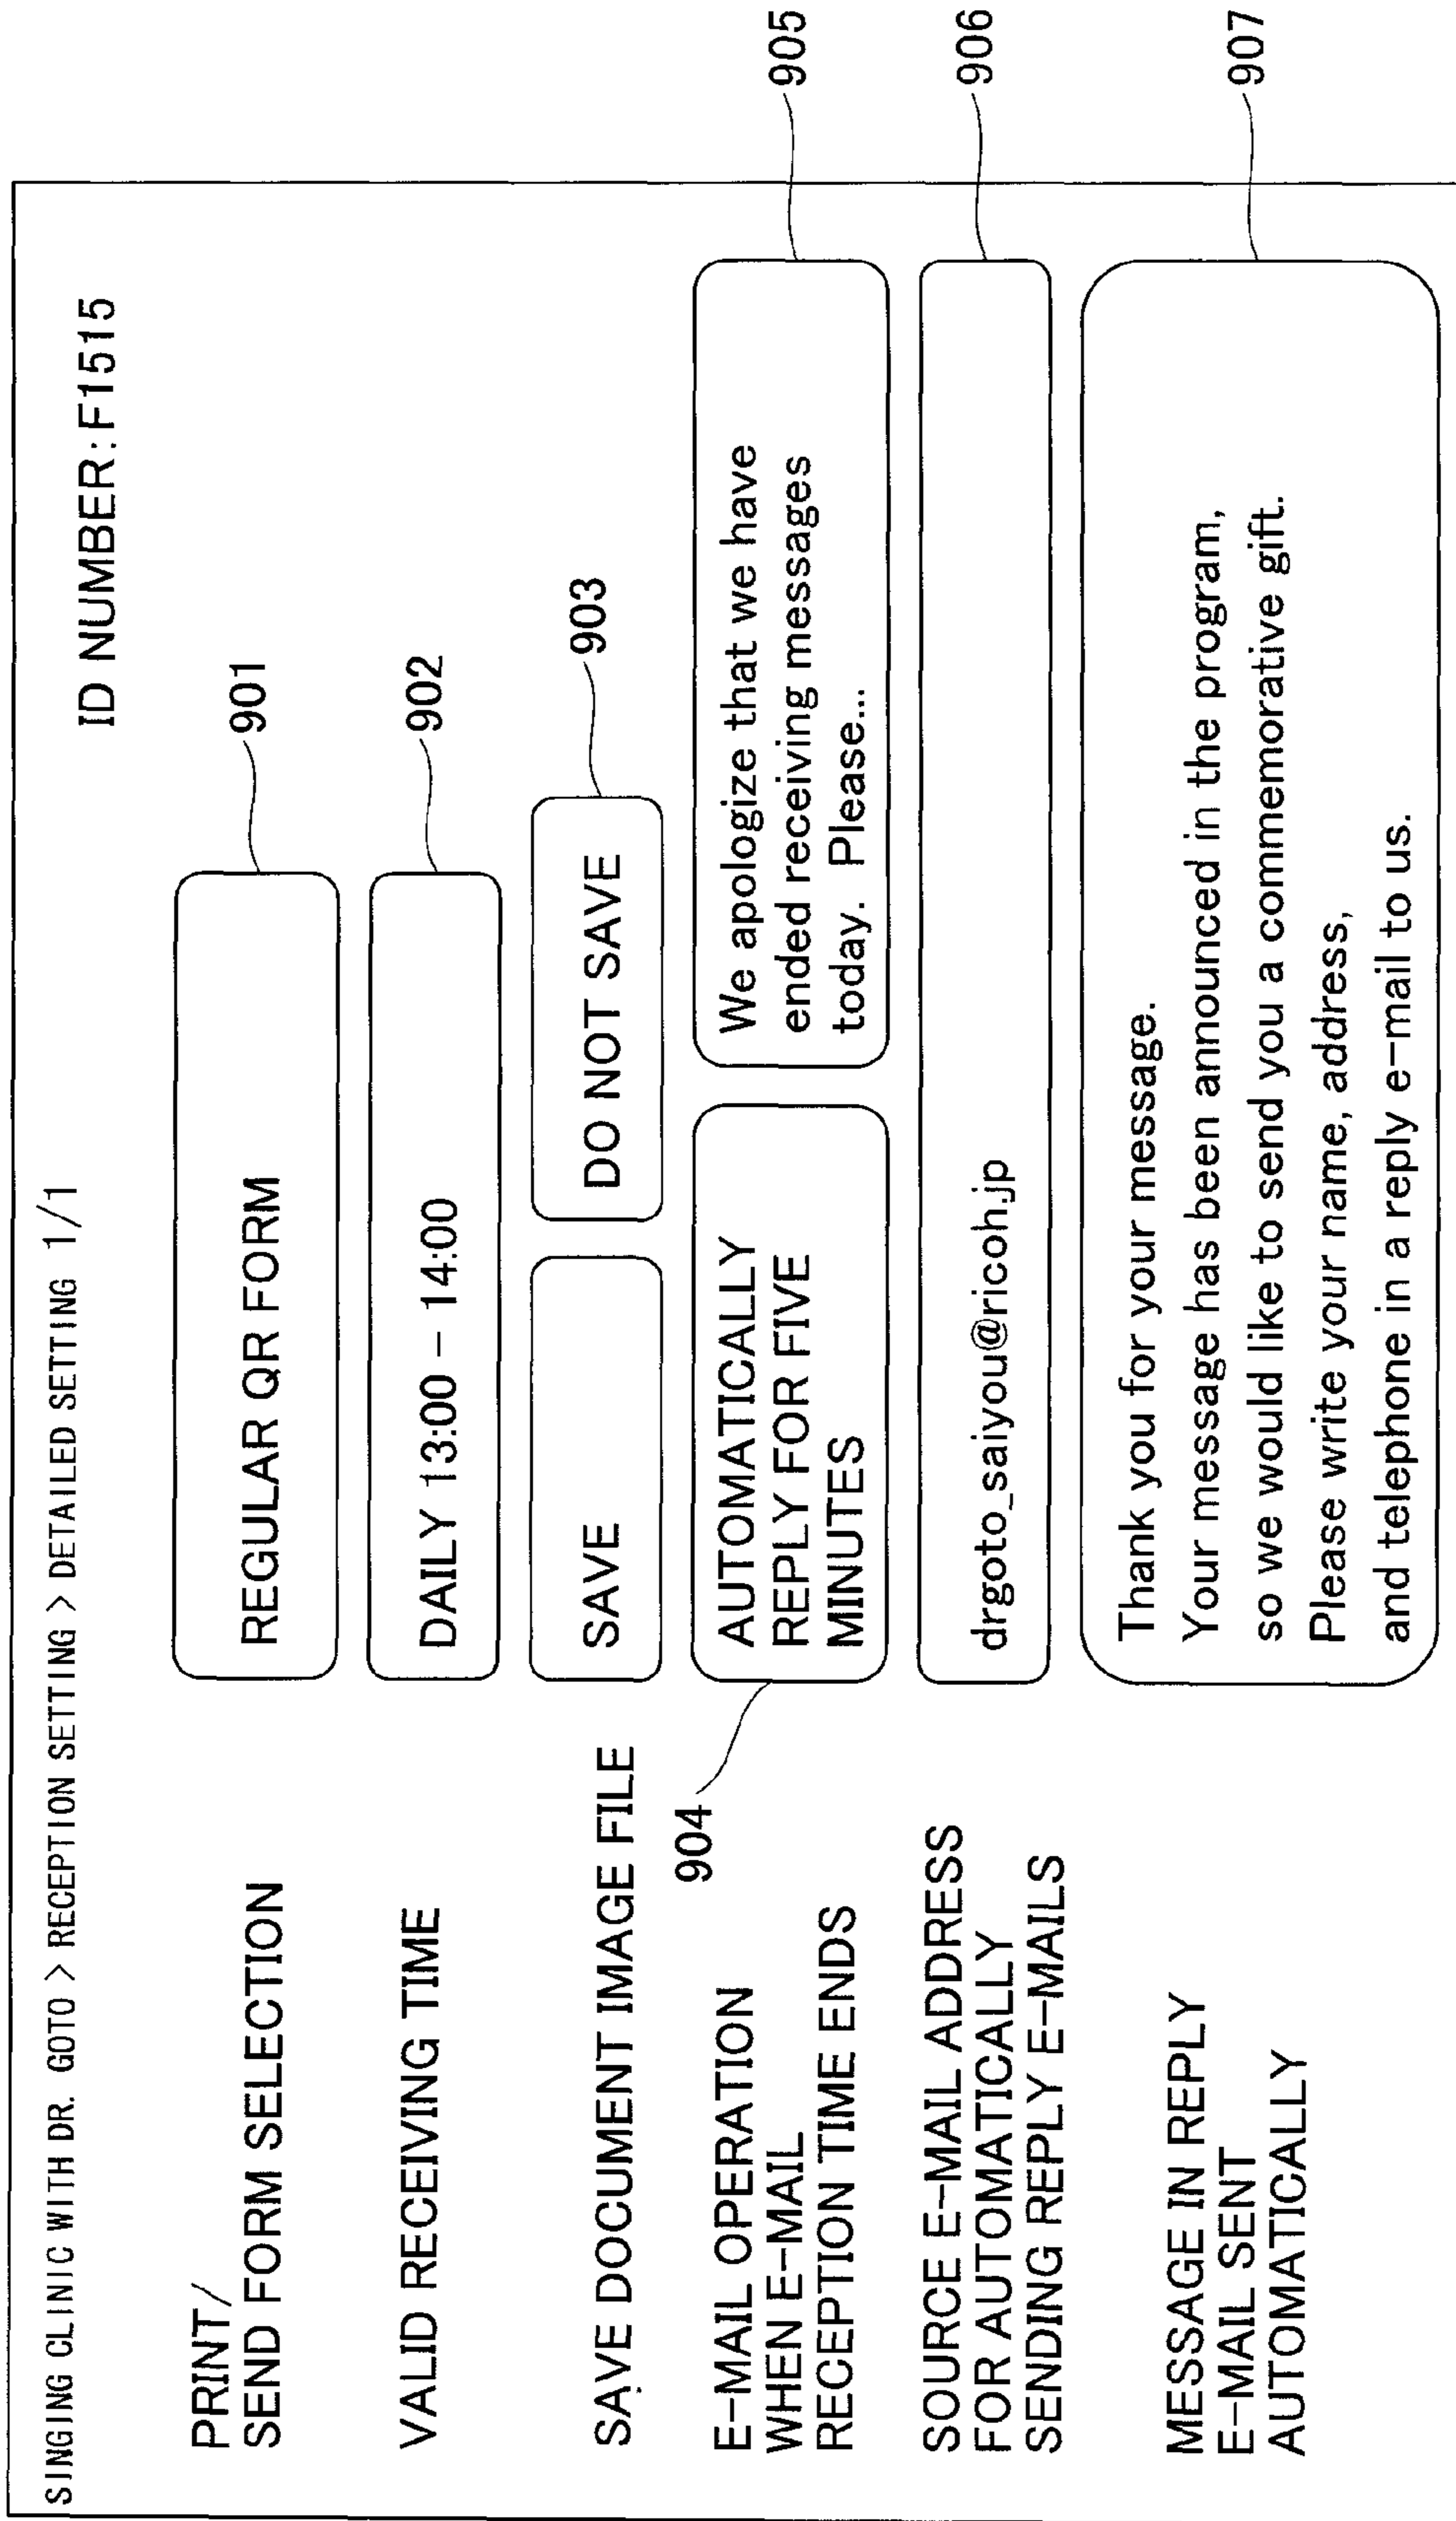 SINGING CLINIC WITH DR. GOTO > RECEPTION SETTING > DETAILED SETTING 1/1
ID NUMBER:F1515
PRINT/
SEND FORM SELECTION
REGULAR QR FORM
901
VALID RECEIVING TIME
DAILY 13:00 – 14:00
902
SAVE DOCUMENT IMAGE FILE
SAVE
DO NOT SAVE
903
E-MAIL OPERATION
WHEN E-MAIL
RECEPTION TIME ENDS
904
AUTOMATICALLY
REPLY FOR FIVE
MINUTES
We apologize that we have
ended receiving messages
today. Please...
905
SOURCE E-MAIL ADDRESS
FOR AUTOMATICALLY
SENDING REPLY E-MAILS
drgoto_saiyou@ricoh.jp
906
MESSAGE IN REPLY
E-MAIL SENT
AUTOMATICALLY
Thank you for your message.
Your message has been announced in the program,
so we would like to send you a commemorative gift.
Please write your name, address,
and telephone in a reply e-mail to us.
907